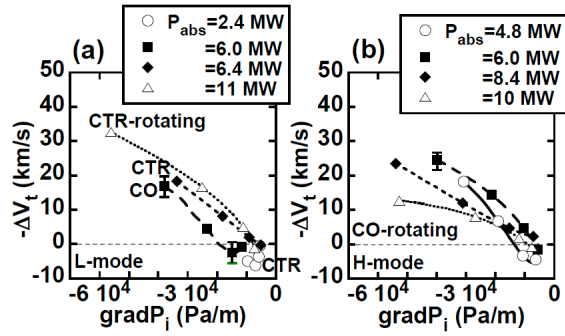 (a)
P_abs=2.4 MW
=6.0 MW
=6.4 MW
=11 MW
-ΔV_t (km/s)
50
40
30
20
10
0
-10
CTR-rotating
CTR
CO
CTR
L-mode
-6 10^4
-3 10^4
0
gradP_i (Pa/m)
(b)
P_abs=4.8 MW
=6.0 MW
=8.4 MW
=10 MW
-ΔV_t (km/s)
50
40
30
20
10
0
-10
CO-rotating
H-mode
-6 10^4
-3 10^4
0
gradP_i (Pa/m)